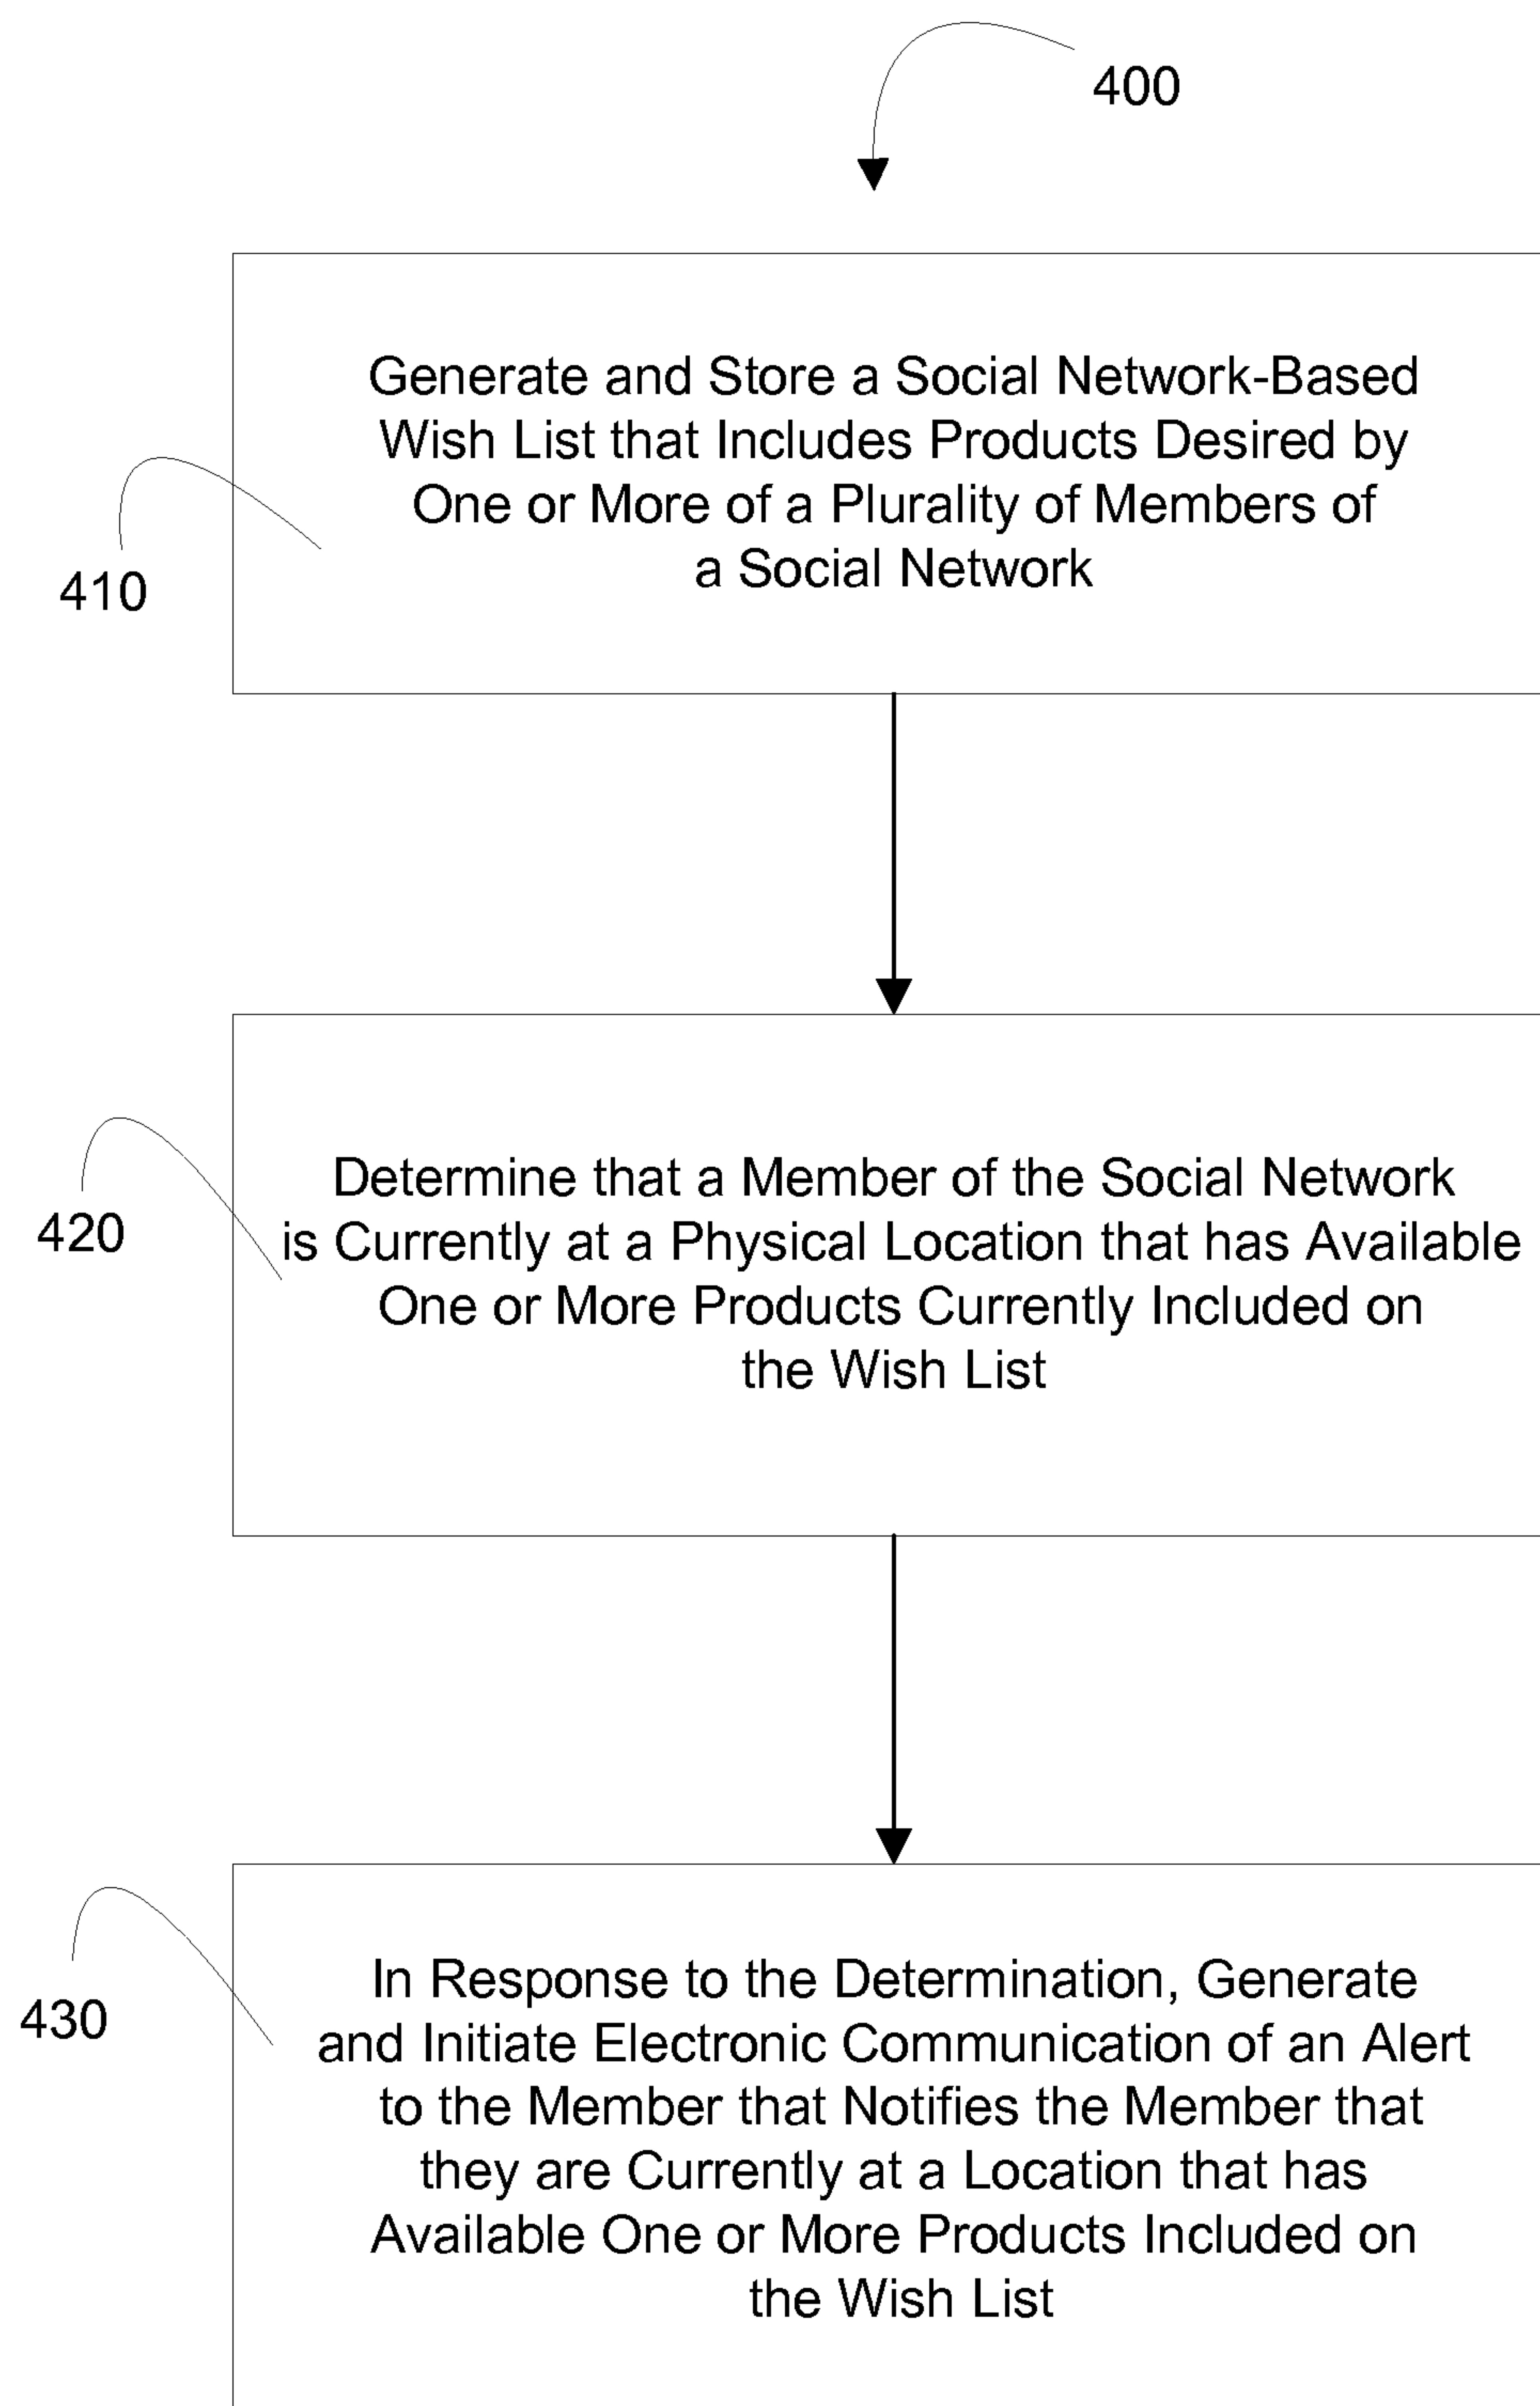 400
Generate and Store a Social Network-Based
Wish List that Includes Products Desired by
One or More of a Plurality of Members of
a Social Network
410
Determine that a Member of the Social Network
is Currently at a Physical Location that has Available
One or More Products Currently Included on
the Wish List
420
In Response to the Determination, Generate
and Initiate Electronic Communication of an Alert
to the Member that Notifies the Member that
they are Currently at a Location that has
Available One or More Products Included on
the Wish List
430